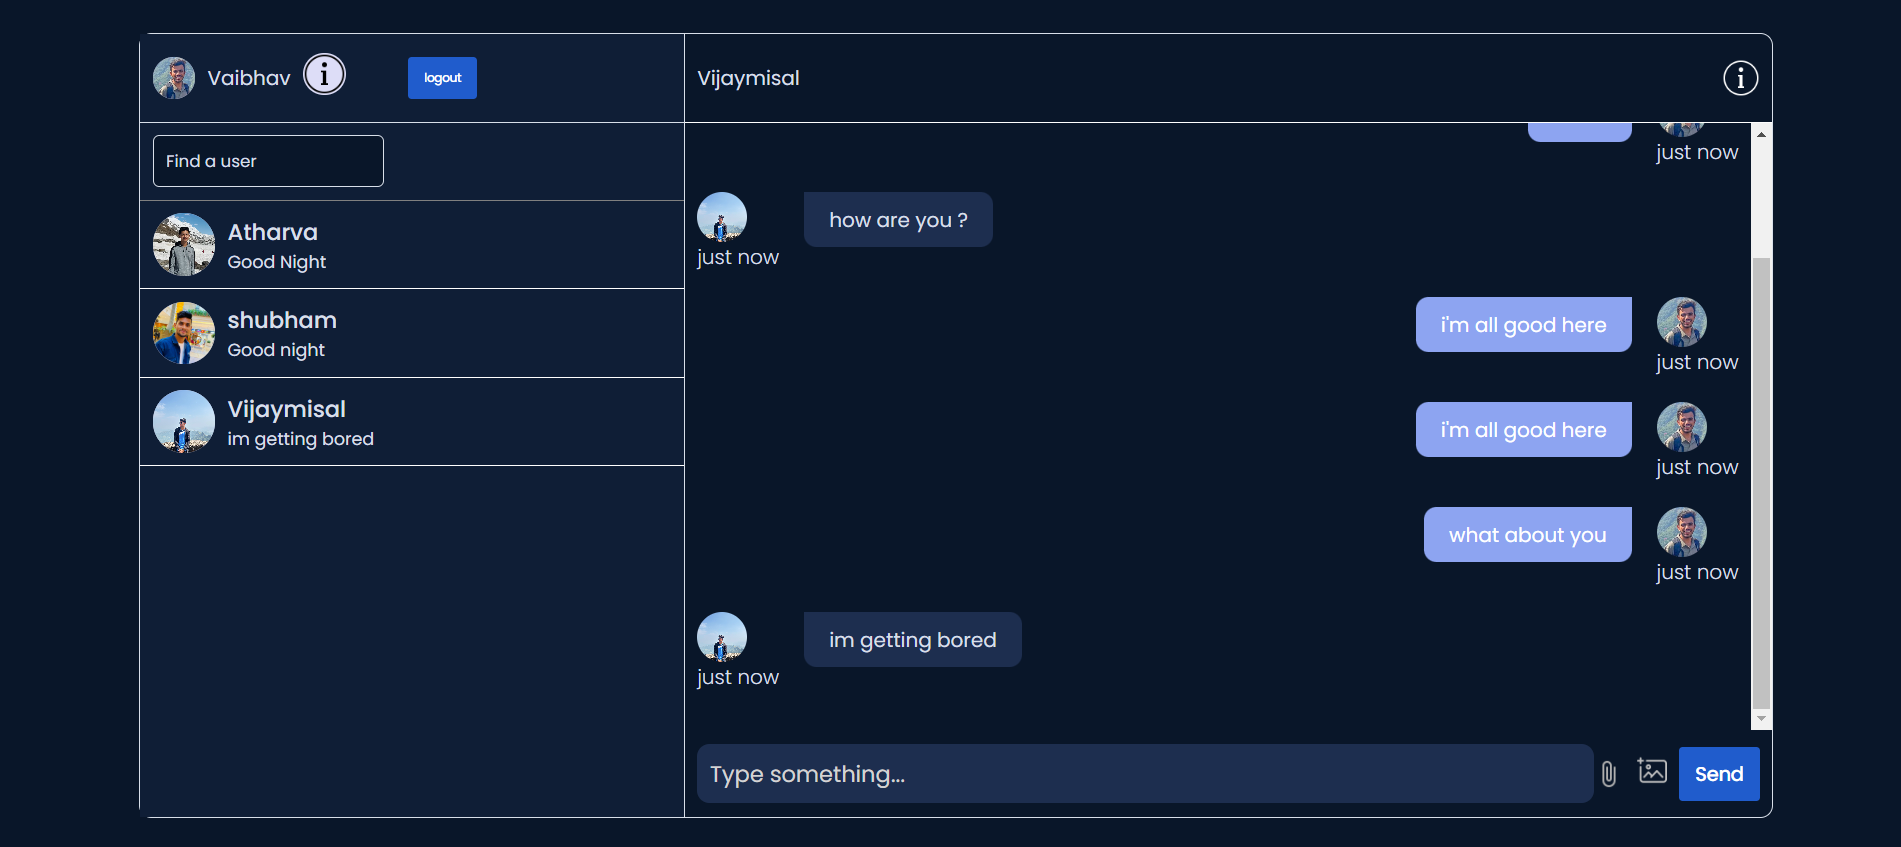 Vaibhav
logout
Find a user
Atharva
Good Night
shubham
Good night
Vijaymisal
im getting bored
Vijaymisal
just now
how are you ?
just now
i'm all good here
just now
i'm all good here
just now
what about you
just now
im getting bored
just now
Type something...
Send